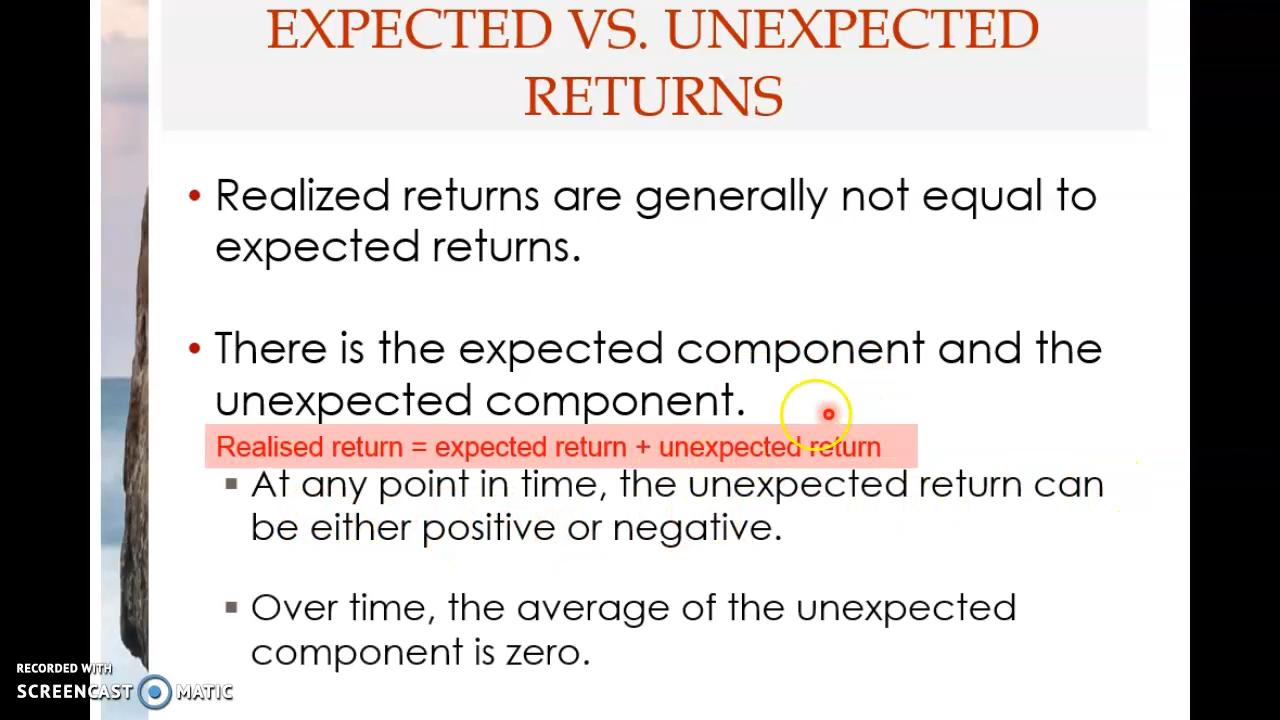 EXPECTED VS. UNEXPECTED
RETURNS
• Realized returns are generally not equal to
expected returns.
• There is the expected component and the
unexpected component.
Realised return = expected return + unexpected return
▪ At any point in time, the unexpected return can
be either positive or negative.
▪ Over time, the average of the unexpected
component is zero.
RECORDED WITH
SCREENCAST MATIC